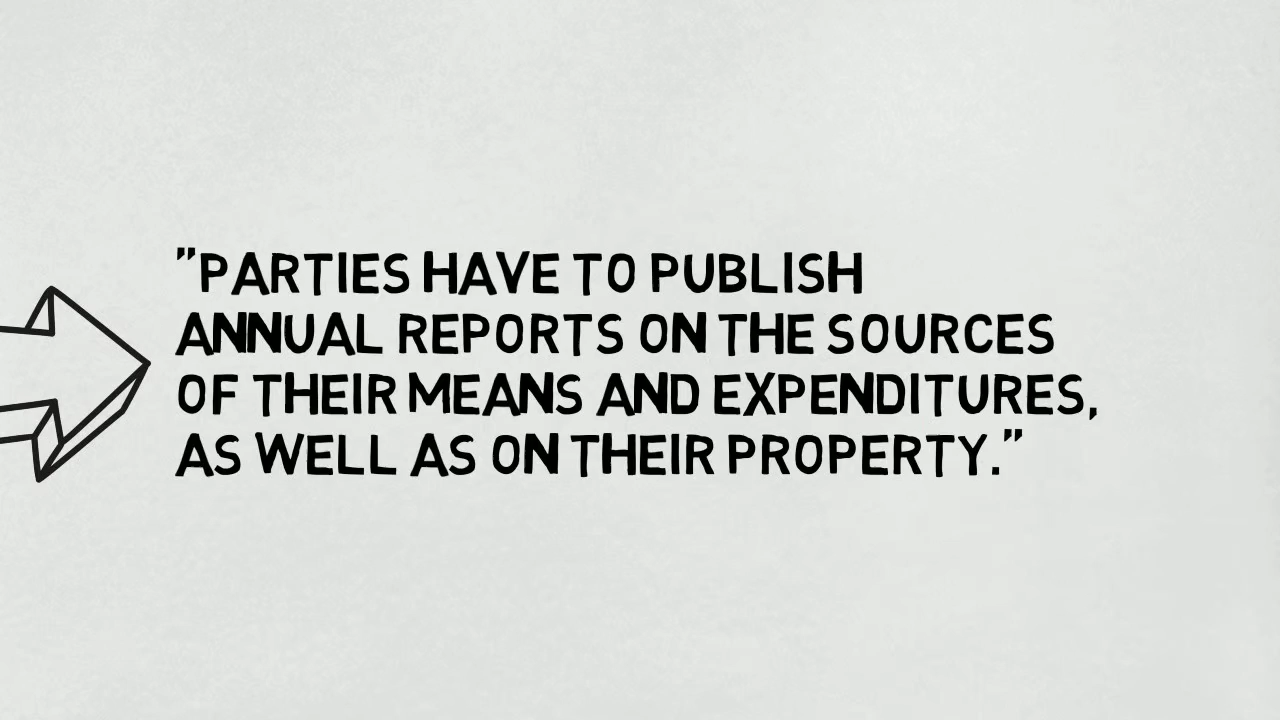 "PARTIES HAVE TO PUBLISH
ANNUAL REPORTS ON THE SOURCES
OF THEIR MEANS AND EXPENDITURES,
AS WELL AS ON THEIR PROPERTY."